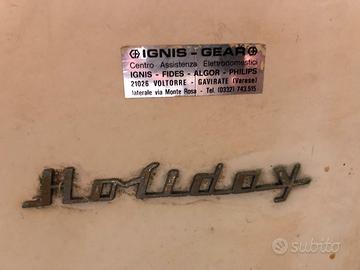 IGNIS - GEAR
Centro Assistenza Elettrodomestici
IGNIS - FIDES - ALGOR - PHILIPS
21026 VOLTORRE - GAVIRATE (Varese)
laterale via Monte Rosa - Tel. (0332) 743.515
Holiday
subito